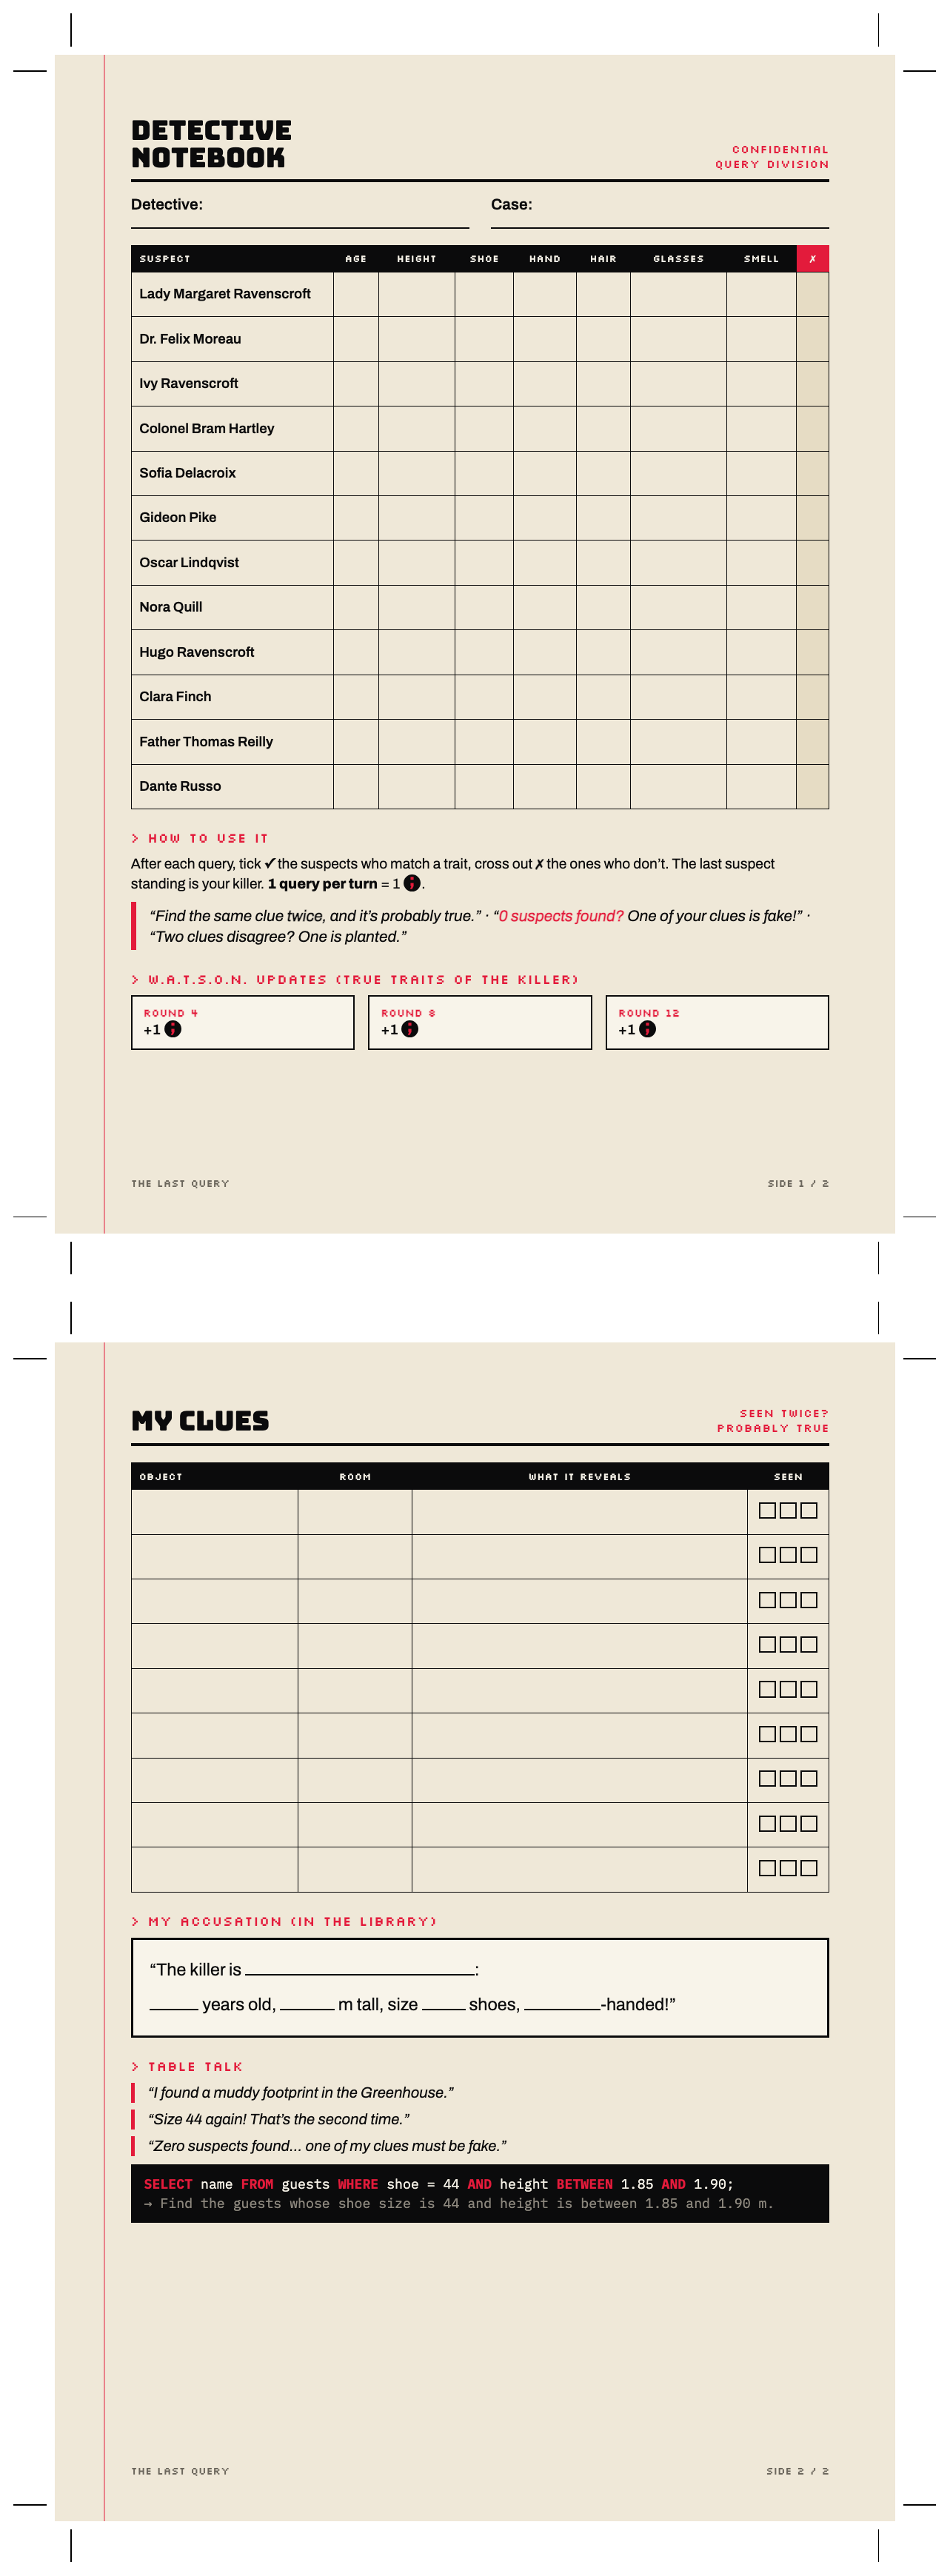 DETECTIVE
NOTEBOOK
CONFIDENTIAL
QUERY DIVISION
Detective: Case:
SUSPECT AGE HEIGHT SHOE HAND HAIR GLASSES SMELL ✗
Lady Margaret Ravenscroft
Dr. Felix Moreau
Ivy Ravenscroft
Colonel Bram Hartley
Sofia Delacroix
Gideon Pike
Oscar Lindqvist
Nora Quill
Hugo Ravenscroft
Clara Finch
Father Thomas Reilly
Dante Russo
> HOW TO USE IT
After each query, tick ✓ the suspects who match a trait, cross out ✗ the ones who don’t. The last suspect
standing is your killer. 1 query per turn = 1 ; .
“Find the same clue twice, and it’s probably true.” · “0 suspects found? One of your clues is fake!” ·
“Two clues disagree? One is planted.”
> W.A.T.S.O.N. UPDATES (TRUE TRAITS OF THE KILLER)
ROUND 4 ROUND 8 ROUND 12
+1 ; +1 ; +1 ;
THE LAST QUERY SIDE 1 / 2
MY CLUES
SEEN TWICE?
PROBABLY TRUE
OBJECT ROOM WHAT IT REVEALS SEEN
> MY ACCUSATION (IN THE LIBRARY)
“The killer is ____:
____ years old, ____ m tall, size ____ shoes, ____-handed!”
> TABLE TALK
“I found a muddy footprint in the Greenhouse.”
“Size 44 again! That’s the second time.”
“Zero suspects found… one of my clues must be fake.”
SELECT name FROM guests WHERE shoe = 44 AND height BETWEEN 1.85 AND 1.90;
→ Find the guests whose shoe size is 44 and height is between 1.85 and 1.90 m.
THE LAST QUERY SIDE 2 / 2